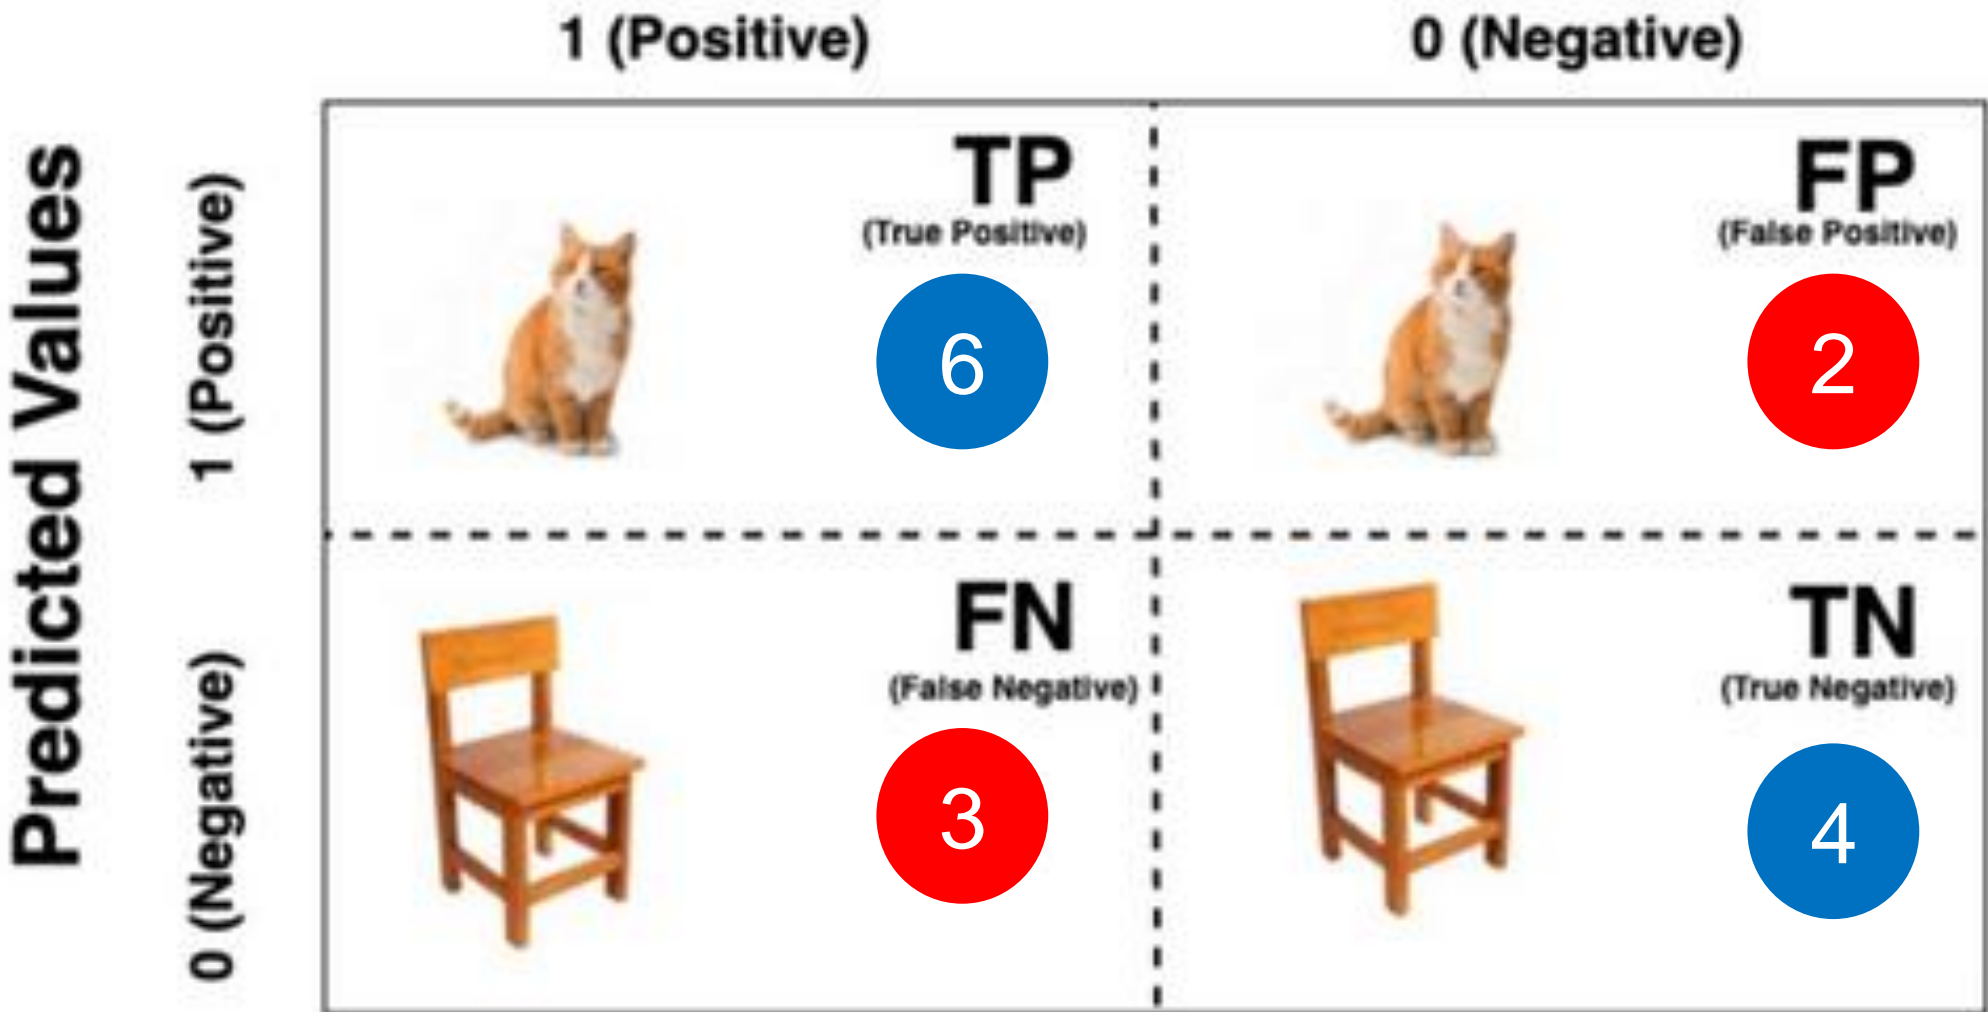 1 (Positive)
0 (Negative)
Predicted Values
1 (Positive)
TP
(True Positive)
6
FP
(False Positive)
2
0 (Negative)
FN
(False Negative)
3
TN
(True Negative)
4